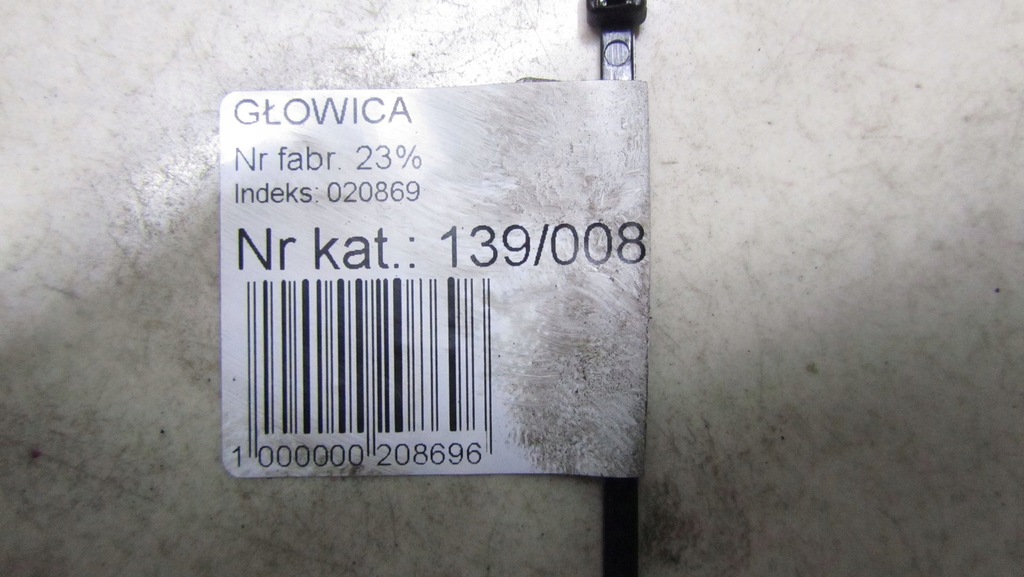 GŁOWICA
Nr fabr. 23%
Indeks: 020869
Nr kat.: 139/008
1 000000 208696